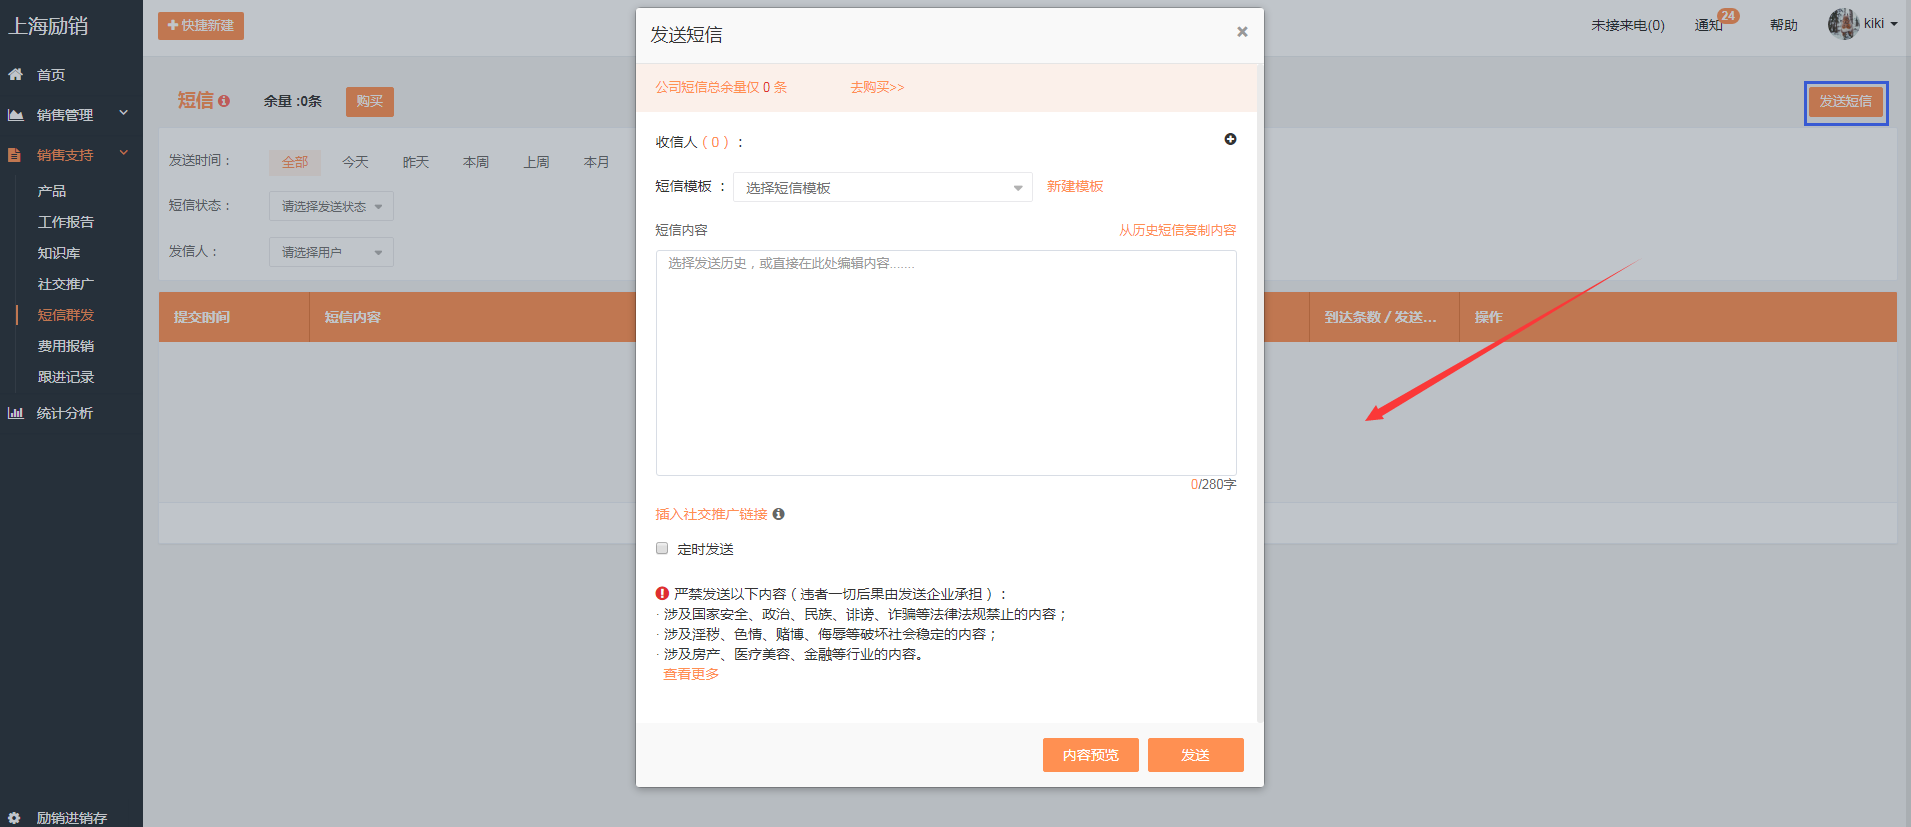 上海励销
快捷新建
未接来电(0)
通知
24
帮助
kiki
首页
销售管理
销售支持
产品
工作报告
知识库
社交推广
短信群发
费用报销
跟进记录
统计分析
励销进销存
短信
余量 :0条
购买
发送短信
发送时间：
全部
今天
昨天
本周
上周
本月
短信状态：
请选择发送状态
发信人：
请选择用户
提交时间
短信内容
到达条数 / 发送...
操作
发送短信
×
公司短信总余量仅 0 条
去购买>>
收信人（0）：
短信模板 ：
选择短信模板
新建模板
短信内容
从历史短信复制内容
选择发送历史，或直接在此处编辑内容.......
0/280字
插入社交推广链接
定时发送
严禁发送以下内容（违者一切后果由发送企业承担）：
· 涉及国家安全、政治、民族、诽谤、诈骗等法律法规禁止的内容；
· 涉及淫秽、色情、赌博、侮辱等破坏社会稳定的内容；
· 涉及房产、医疗美容、金融等行业的内容。
查看更多
内容预览
发送